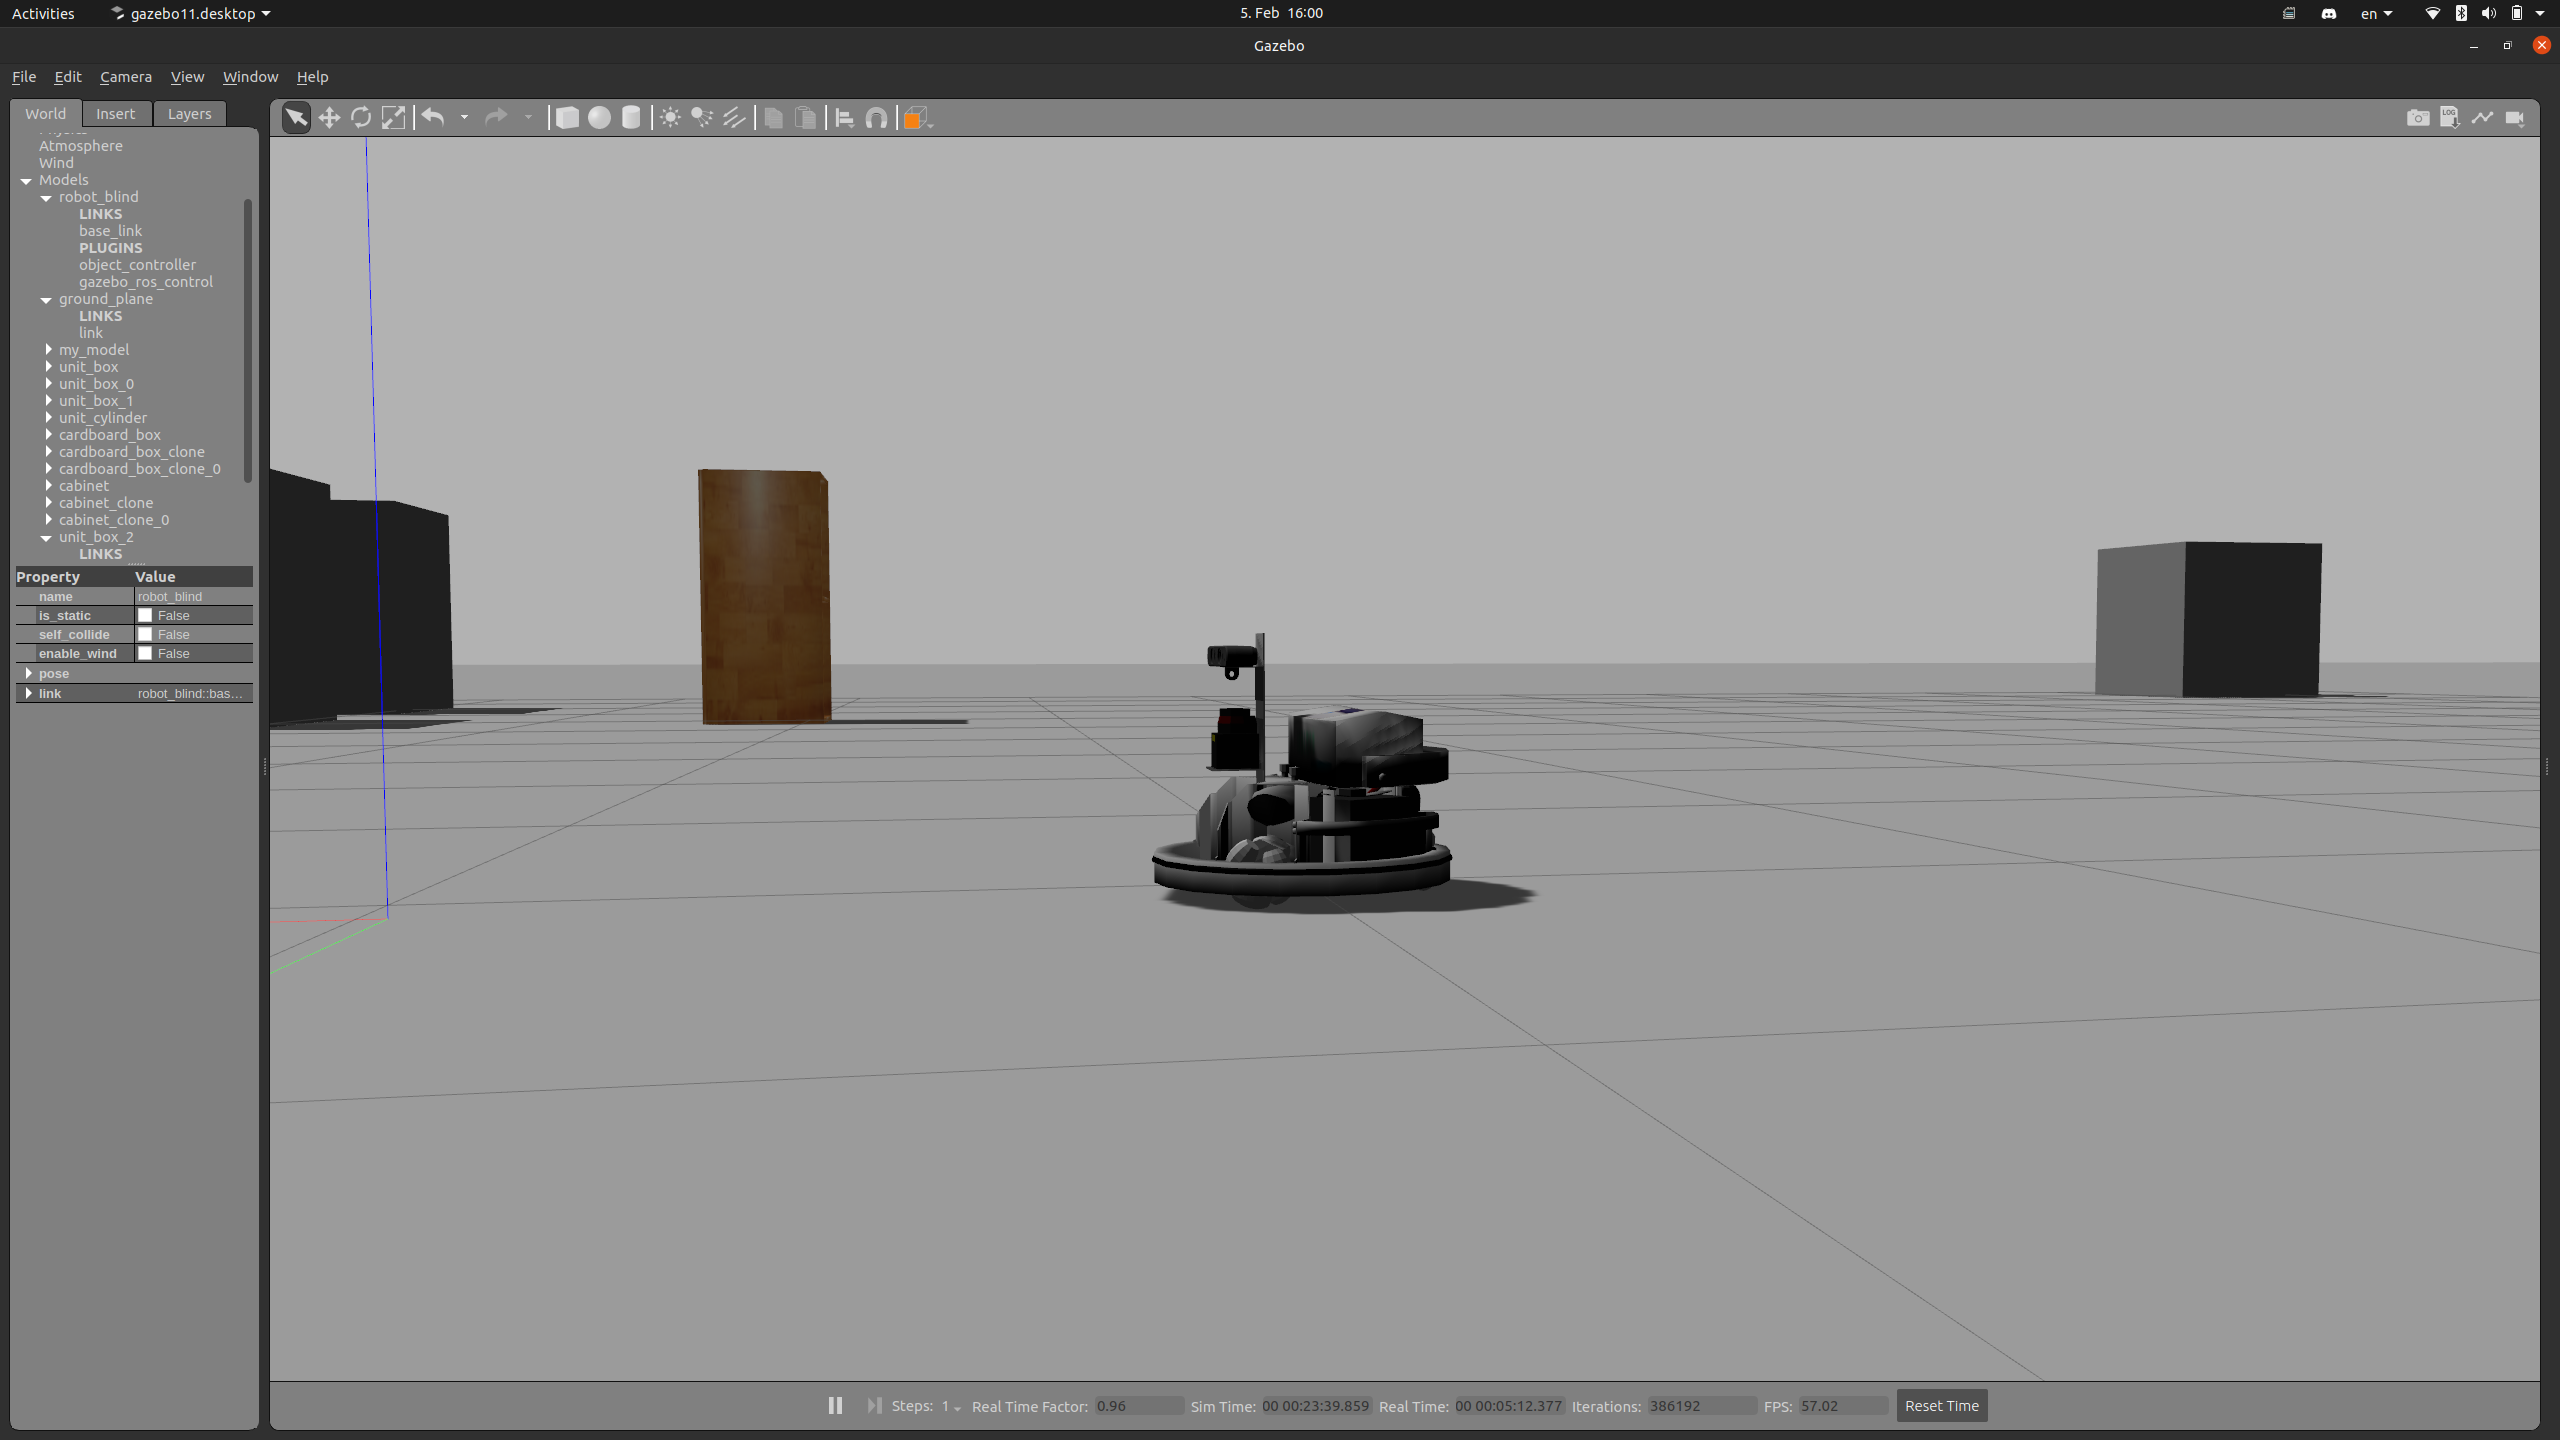 Activities gazebo11.desktop 5. Feb 16:00 en
Gazebo
File Edit Camera View Window Help
World Insert Layers
Atmosphere
Wind
Models
robot_blind
LINKS
base_link
PLUGINS
object_controller
gazebo_ros_control
ground_plane
LINKS
link
my_model
unit_box
unit_box_0
unit_box_1
unit_cylinder
cardboard_box
cardboard_box_clone
cardboard_box_clone_0
cabinet
cabinet_clone
cabinet_clone_0
unit_box_2
LINKS
Property Value
name robot_blind
is_static False
self_collide False
enable_wind False
pose
link robot_blind::bas...
LOG
Steps: 1 Real Time Factor: 0.96 Sim Time: 00 00:23:39.859 Real Time: 00 00:05:12.377 Iterations: 386192 FPS: 57.02 Reset Time